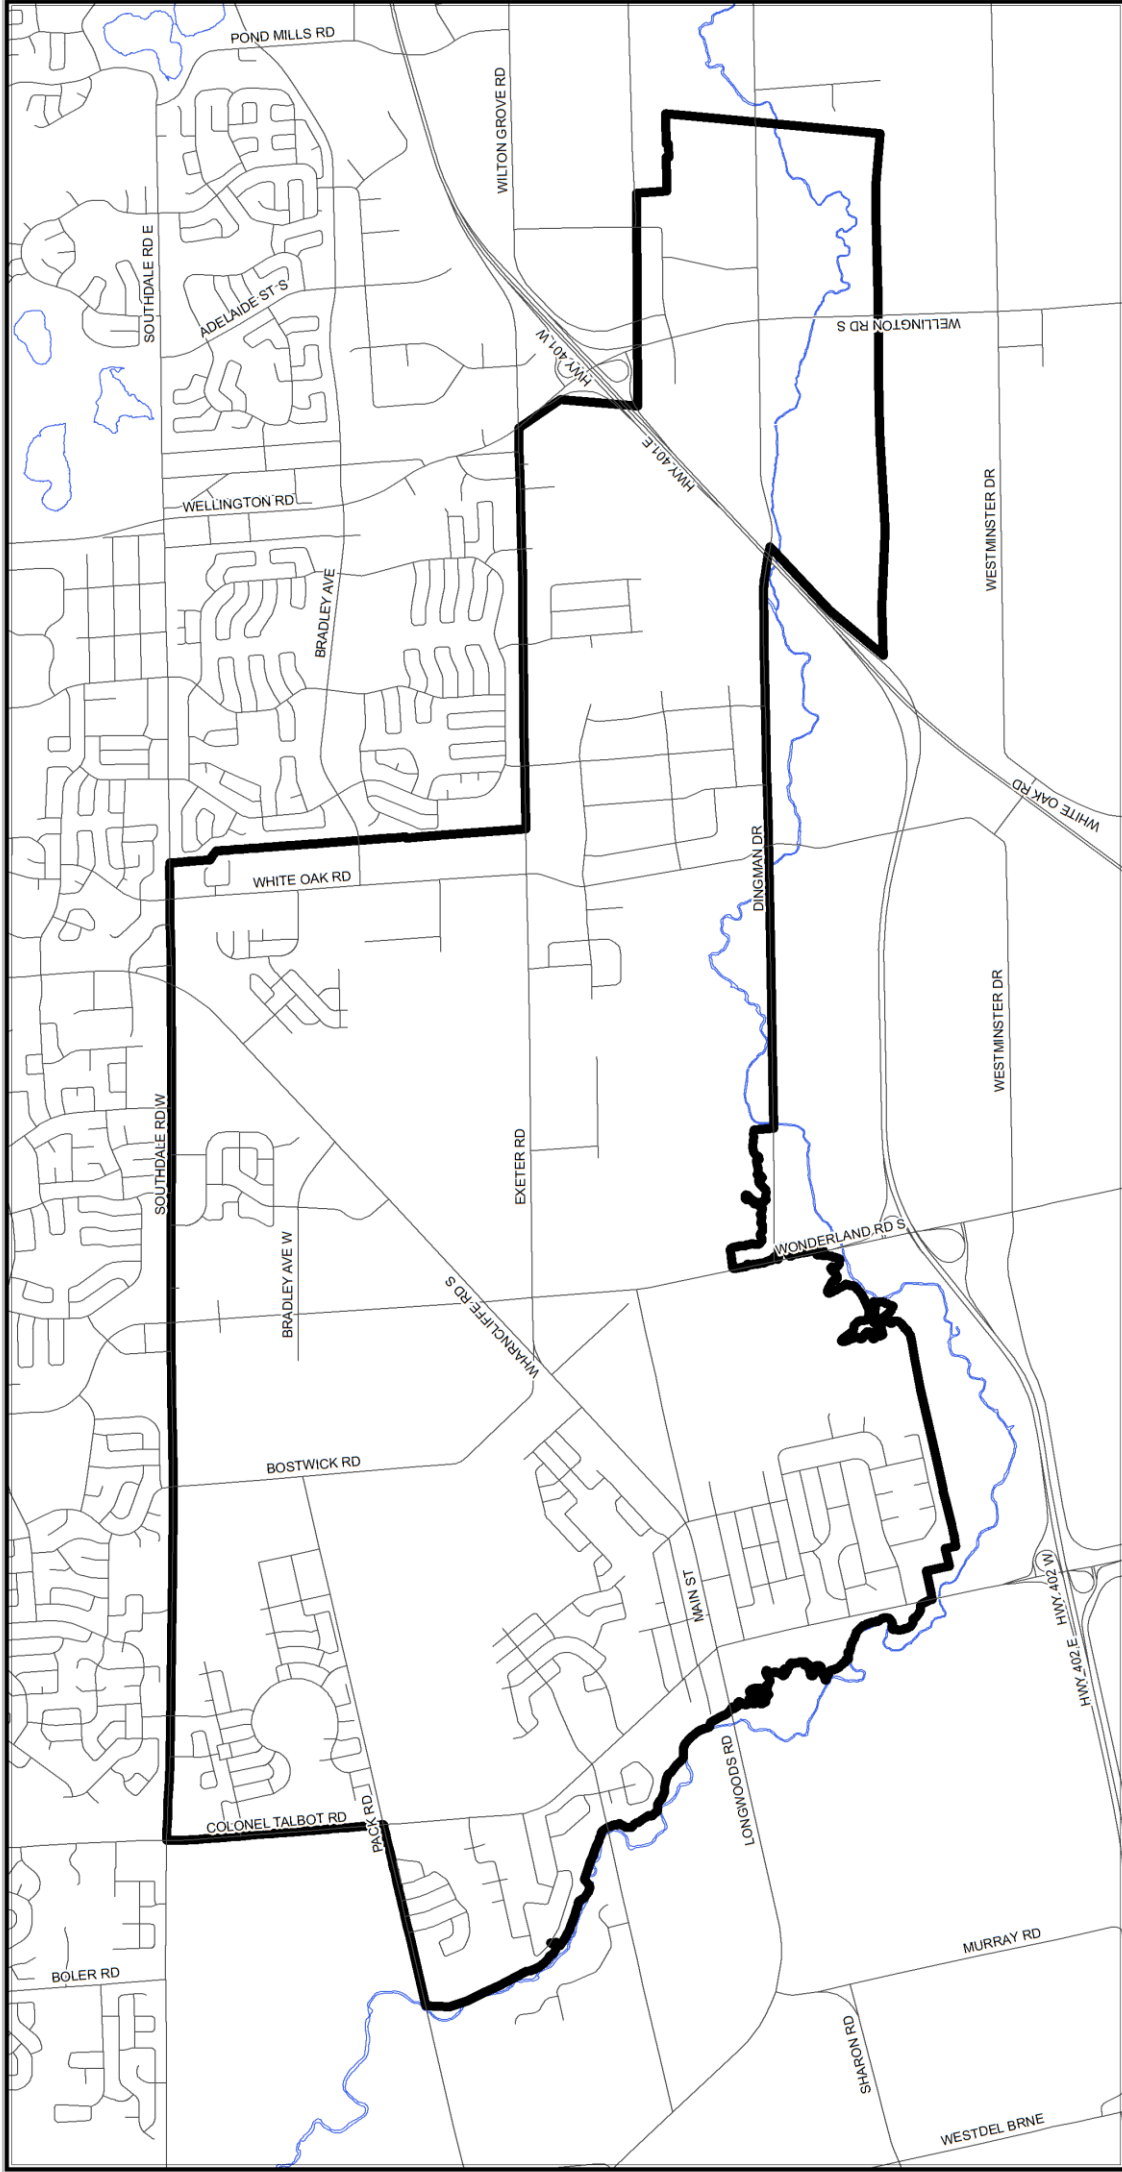 POND MILLS RD
WILTON GROVE RD
SOUTHDALE RD E
ADELAIDE ST S
WELLINGTON RD S
HWY 401 W
HWY 401 E
WELLINGTON RD
WESTMINSTER DR
BRADLEY AVE
WHITE OAK RD
DINGMAN DR
WHITE OAK RD
WESTMINSTER DR
SOUTHDALE RD W
EXETER RD
WONDERLAND RD S
BRADLEY AVE W
WHARNCLIFFE RD S
BOSTWICK RD
MAIN ST
HWY 402 W
HWY 402 E
COLONEL TALBOT RD
PACK RD
LONGWOODS RD
MURRAY RD
BOLER RD
SHARON RD
WESTDEL BRNE